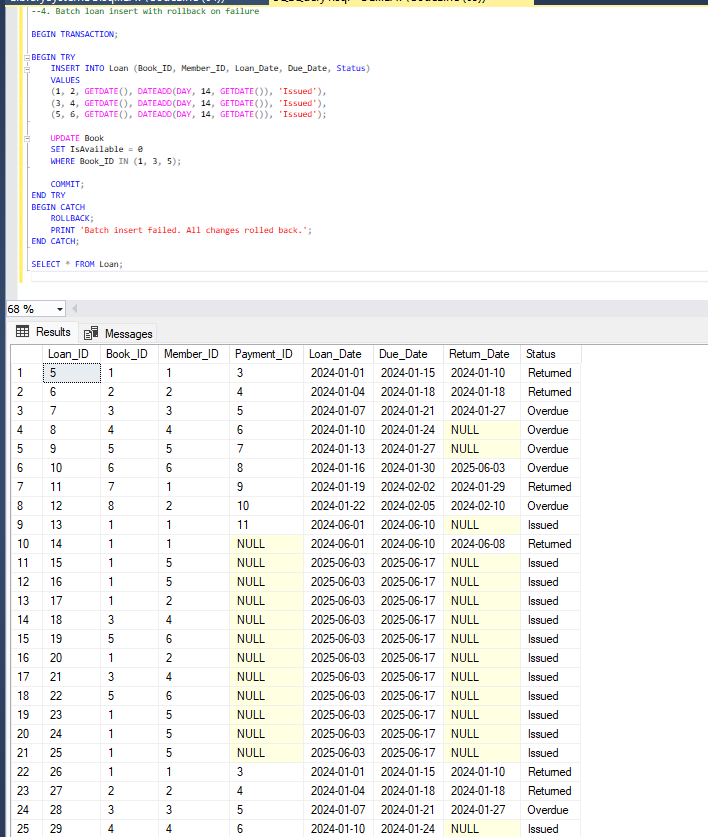 --4. Batch loan insert with rollback on failure
BEGIN TRANSACTION;
BEGIN TRY
INSERT INTO Loan (Book_ID, Member_ID, Loan_Date, Due_Date, Status)
VALUES
(1, 2, GETDATE(), DATEADD(DAY, 14, GETDATE()), 'Issued'),
(3, 4, GETDATE(), DATEADD(DAY, 14, GETDATE()), 'Issued'),
(5, 6, GETDATE(), DATEADD(DAY, 14, GETDATE()), 'Issued');
UPDATE Book
SET IsAvailable = 0
WHERE Book_ID IN (1, 3, 5);
COMMIT;
END TRY
BEGIN CATCH
ROLLBACK;
PRINT 'Batch insert failed. All changes rolled back.';
END CATCH;
SELECT * FROM Loan;
68 %
Results Messages
Loan_ID Book_ID Member_ID Payment_ID Loan_Date Due_Date Return_Date Status
1 5 1 1 3 2024-01-01 2024-01-15 2024-01-10 Returned
2 6 2 2 4 2024-01-04 2024-01-18 2024-01-18 Returned
3 7 3 3 5 2024-01-07 2024-01-21 2024-01-27 Overdue
4 8 4 4 6 2024-01-10 2024-01-24 NULL Overdue
5 9 5 5 7 2024-01-13 2024-01-27 NULL Overdue
6 10 6 6 8 2024-01-16 2024-01-30 2025-06-03 Overdue
7 11 7 1 9 2024-01-19 2024-02-02 2024-01-29 Returned
8 12 8 2 10 2024-01-22 2024-02-05 2024-02-10 Overdue
9 13 1 1 11 2024-06-01 2024-06-10 NULL Issued
10 14 1 1 NULL 2024-06-01 2024-06-10 2024-06-08 Returned
11 15 1 5 NULL 2025-06-03 2025-06-17 NULL Issued
12 16 1 5 NULL 2025-06-03 2025-06-17 NULL Issued
13 17 1 2 NULL 2025-06-03 2025-06-17 NULL Issued
14 18 3 4 NULL 2025-06-03 2025-06-17 NULL Issued
15 19 5 6 NULL 2025-06-03 2025-06-17 NULL Issued
16 20 1 2 NULL 2025-06-03 2025-06-17 NULL Issued
17 21 3 4 NULL 2025-06-03 2025-06-17 NULL Issued
18 22 5 6 NULL 2025-06-03 2025-06-17 NULL Issued
19 23 1 5 NULL 2025-06-03 2025-06-17 NULL Issued
20 24 1 5 NULL 2025-06-03 2025-06-17 NULL Issued
21 25 1 5 NULL 2025-06-03 2025-06-17 NULL Issued
22 26 1 1 3 2024-01-01 2024-01-15 2024-01-10 Returned
23 27 2 2 4 2024-01-04 2024-01-18 2024-01-18 Returned
24 28 3 3 5 2024-01-07 2024-01-21 2024-01-27 Overdue
25 29 4 4 6 2024-01-10 2024-01-24 NULL Issued